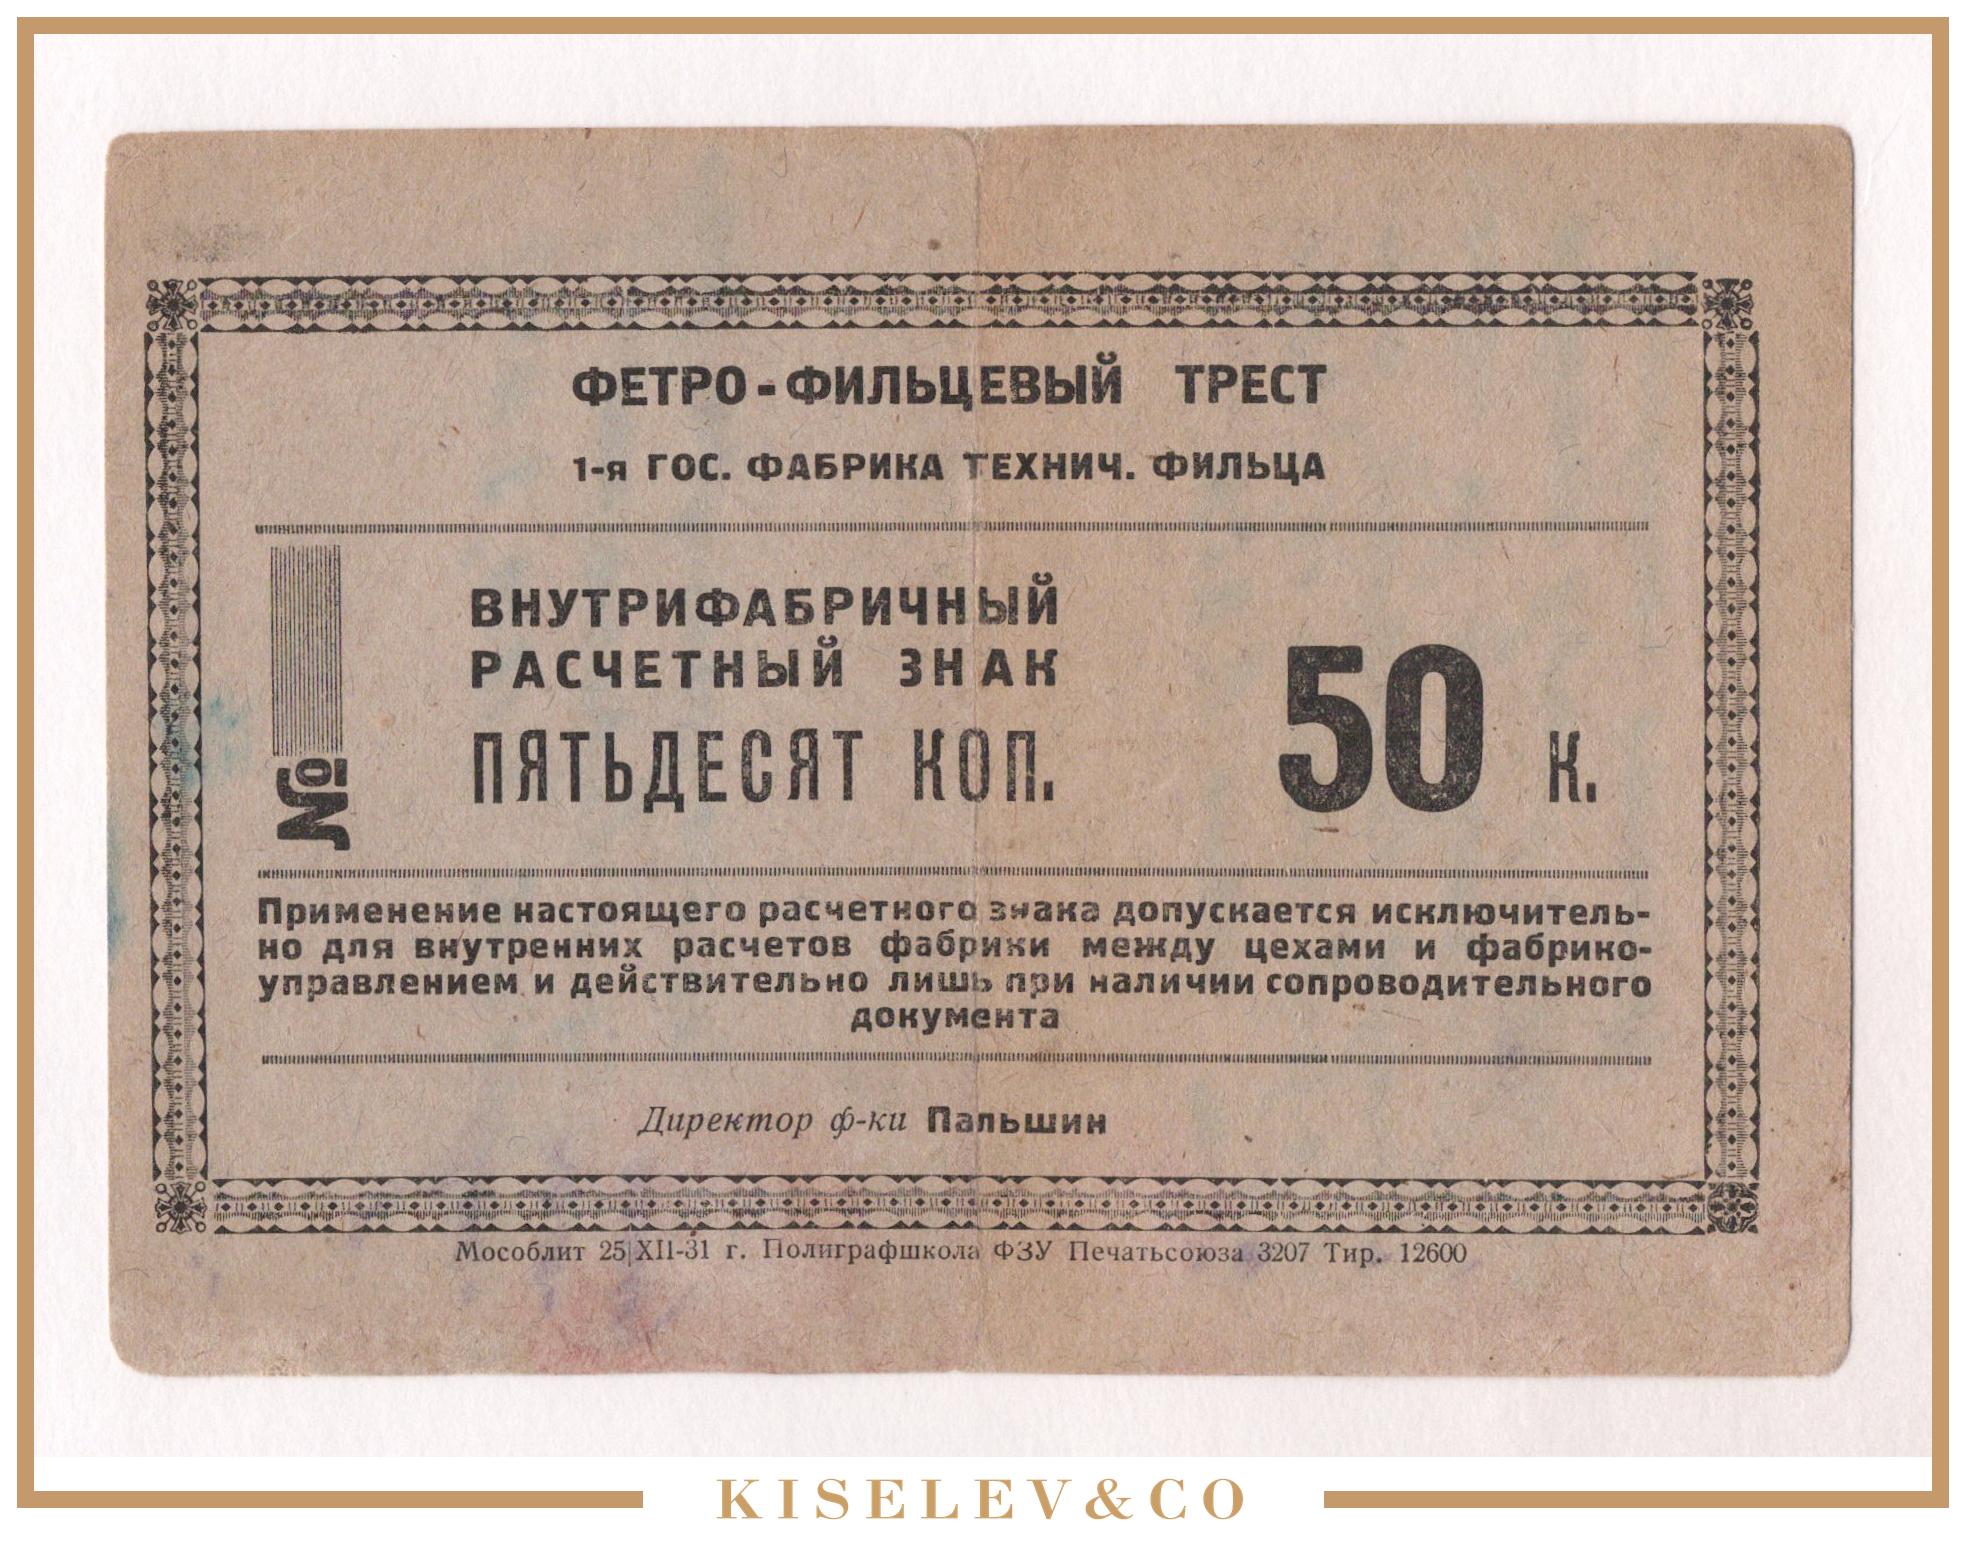 ФЕТРО-ФИЛЬЦЕВЫЙ ТРЕСТ
1-я ГОС. ФАБРИКА ТЕХНИЧ. ФИЛЬЦА
№
ВНУТРИФАБРИЧНЫЙ
РАСЧЕТНЫЙ ЗНАК
ПЯТЬДЕСЯТ КОП.
50 К.
Применение настоящего расчетного знака допускается исключитель-
но для внутренних расчетов фабрики между цехами и фабрико-
управлением и действительно лишь при наличии сопроводительного
документа
Директор ф-ки Пальшин
Мособлит 25|XII-31 г. Полиграфшкола ФЗУ Печатьсоюза 3207 Тир. 12600
KISELEV&CO